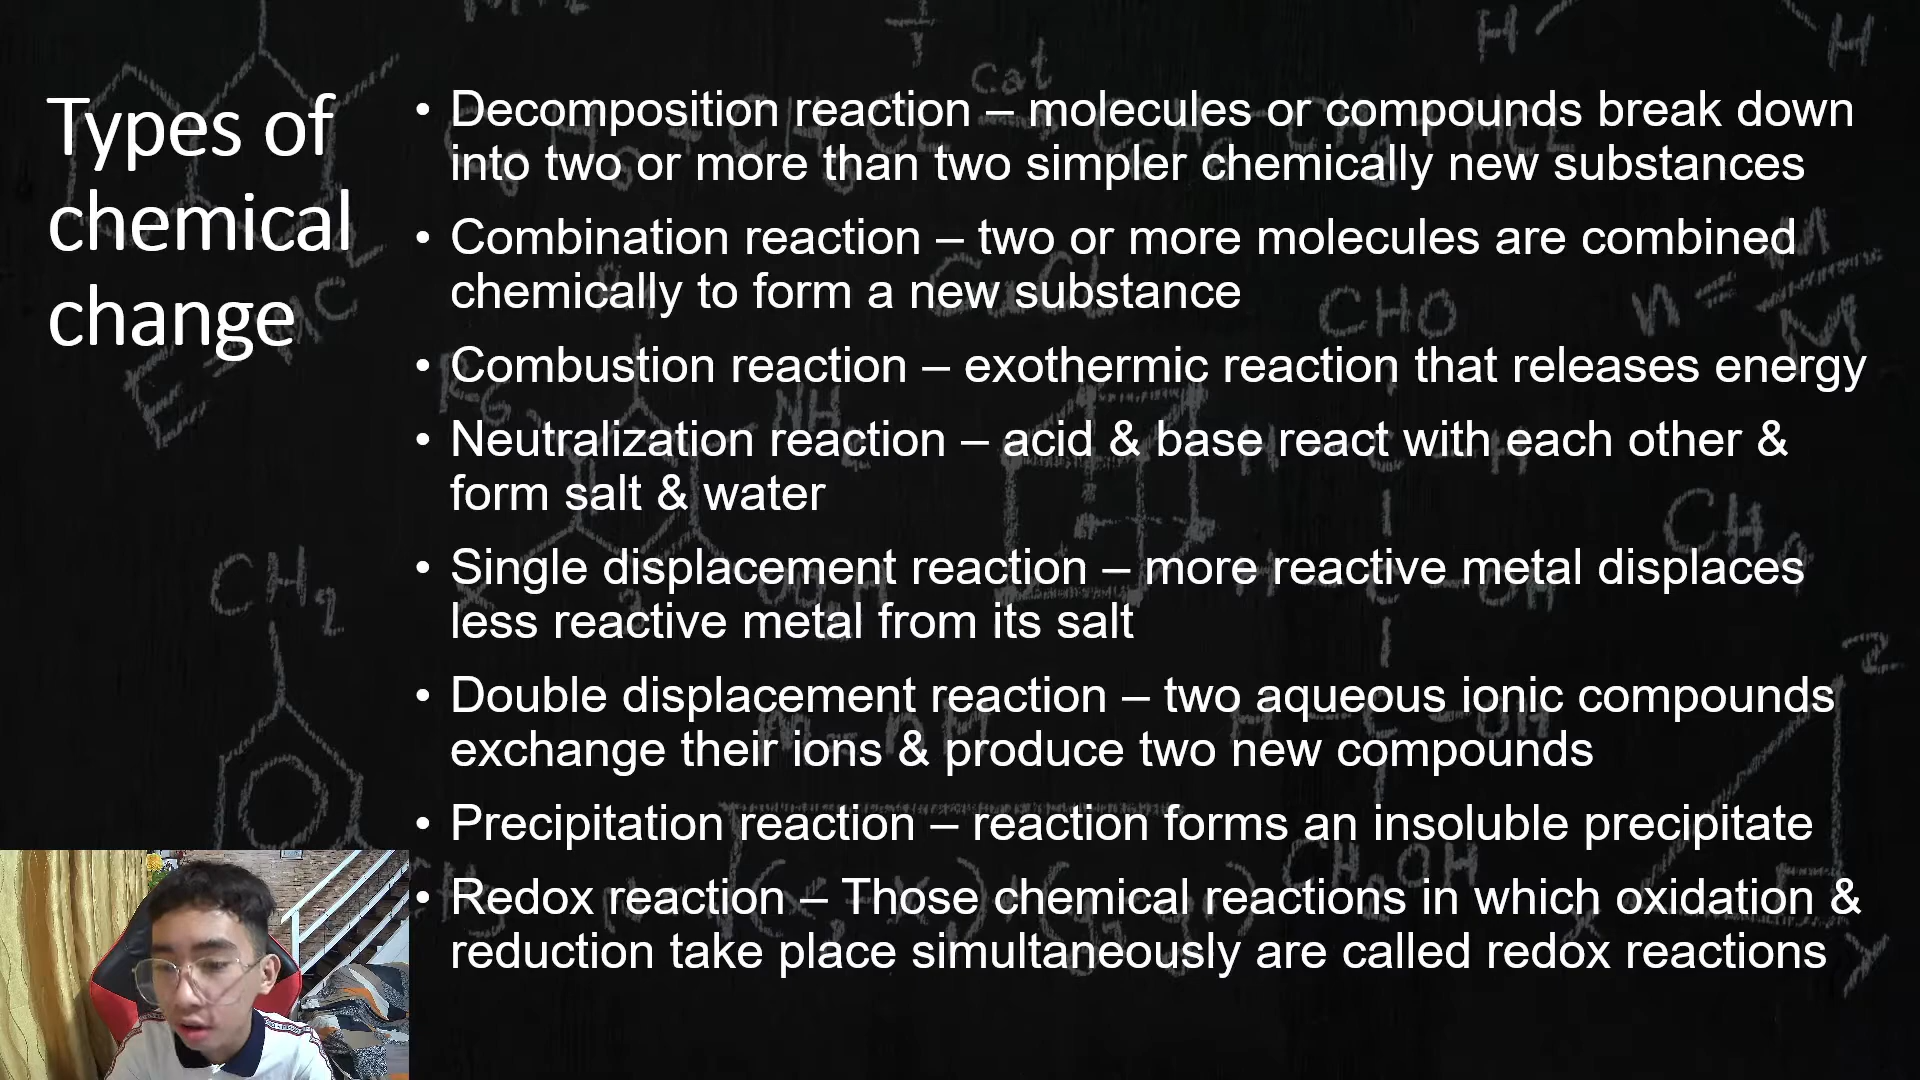 Types of
chemical
change
• Decomposition reaction – molecules or compounds break down
into two or more than two simpler chemically new substances
• Combination reaction – two or more molecules are combined
chemically to form a new substance
• Combustion reaction – exothermic reaction that releases energy
• Neutralization reaction – acid & base react with each other &
form salt & water
• Single displacement reaction – more reactive metal displaces
less reactive metal from its salt
• Double displacement reaction – two aqueous ionic compounds
exchange their ions & produce two new compounds
• Precipitation reaction – reaction forms an insoluble precipitate
• Redox reaction – Those chemical reactions in which oxidation &
reduction take place simultaneously are called redox reactions
cat
H
H
CHO
E=MC
NH
CH